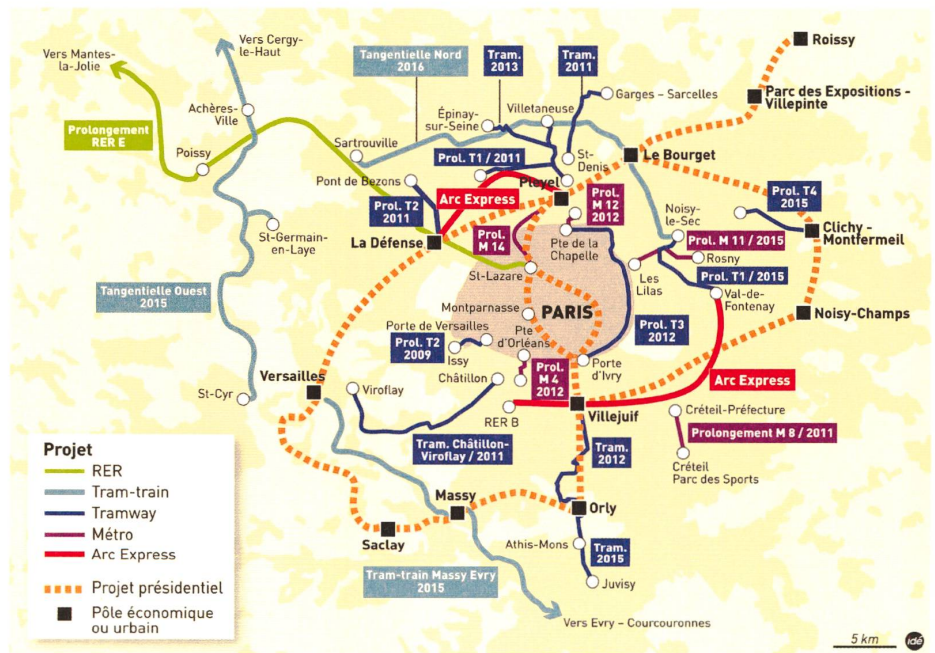 Vers Mantes-
la-Jolie
Vers Cergy-
le-Haut
Tangentielle Nord
2016
Tram.
2013
Tram.
2011
Roissy
Achères-
Ville
Épinay-
sur-Seine
Villetaneuse
Garges – Sarcelles
Parc des Expositions -
Villepinte
Prolongement
RER E
Poissy
Sartrouville
Prol. T1 / 2011
St-
Denis
Le Bourget
Pont de Bezons
Pleyel
Prol. T2
2011
Arc Express
Prol.
M 12
2012
Prol. T4
2015
St-Germain-
en-Laye
La Défense
Prol.
M 14
Pte de la
Chapelle
Noisy-
le-Sec
Prol. M 11 / 2015
Clichy -
Montfermeil
St-Lazare
Les
Lilas
Rosny
Prol. T1 / 2015
Tangentielle Ouest
2015
Montparnasse
PARIS
Val-de-
Fontenay
Noisy-Champs
Porte de Versailles
Pte
d'Orléans
Prol. T3
2012
Prol. T2
2009
Issy
Châtillon
Prol.
M 4
2012
Porte
d'Ivry
Arc Express
Versailles
Viroflay
St-Cyr
RER B
Villejuif
Créteil-Préfecture
Prolongement M 8 / 2011
Créteil
Parc des Sports
Tram. Châtillon-
Viroflay / 2011
Tram.
2012
Massy
Orly
Saclay
Athis-Mons
Tram.
2015
Juvisy
Tram-train Massy Evry
2015
Vers Evry – Courcouronnes
Projet
RER
Tram-train
Tramway
Métro
Arc Express
Projet présidentiel
Pôle économique
ou urbain
5 km
idé